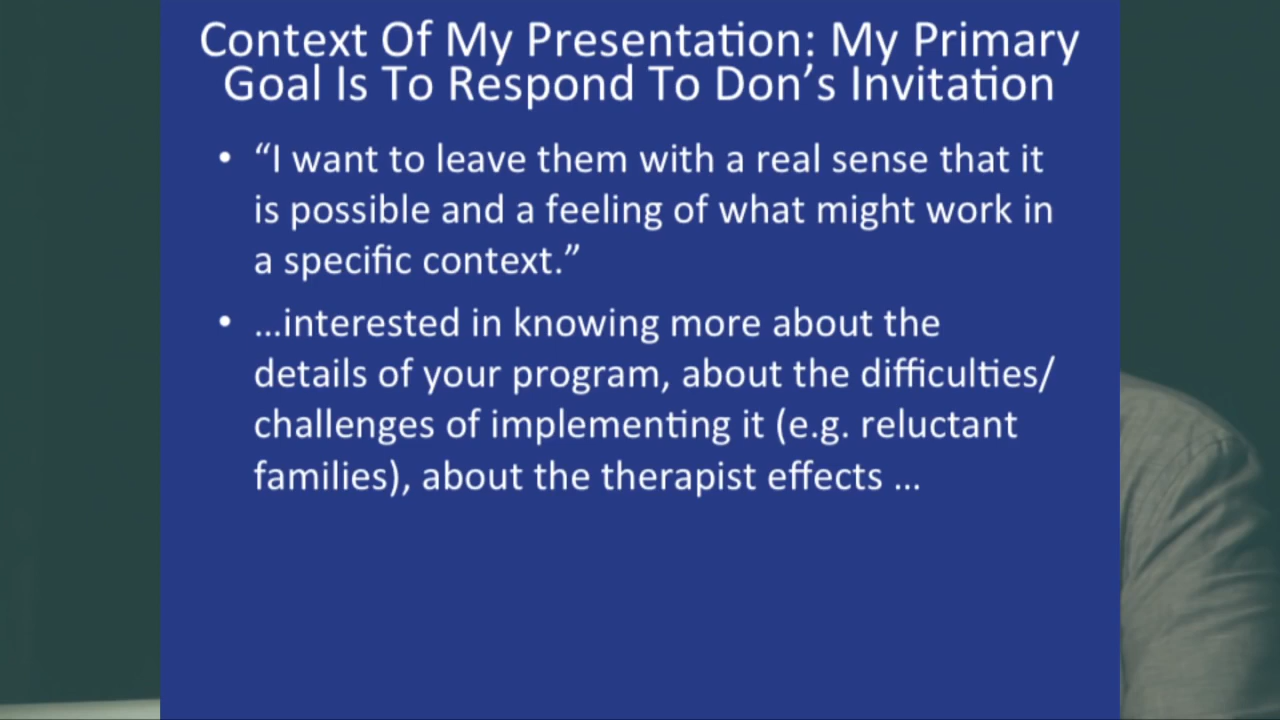 Context Of My Presentation: My Primary
Goal Is To Respond To Don’s Invitation
• “I want to leave them with a real sense that it
is possible and a feeling of what might work in
a specific context.”
• …interested in knowing more about the
details of your program, about the difficulties/
challenges of implementing it (e.g. reluctant
families), about the therapist effects …